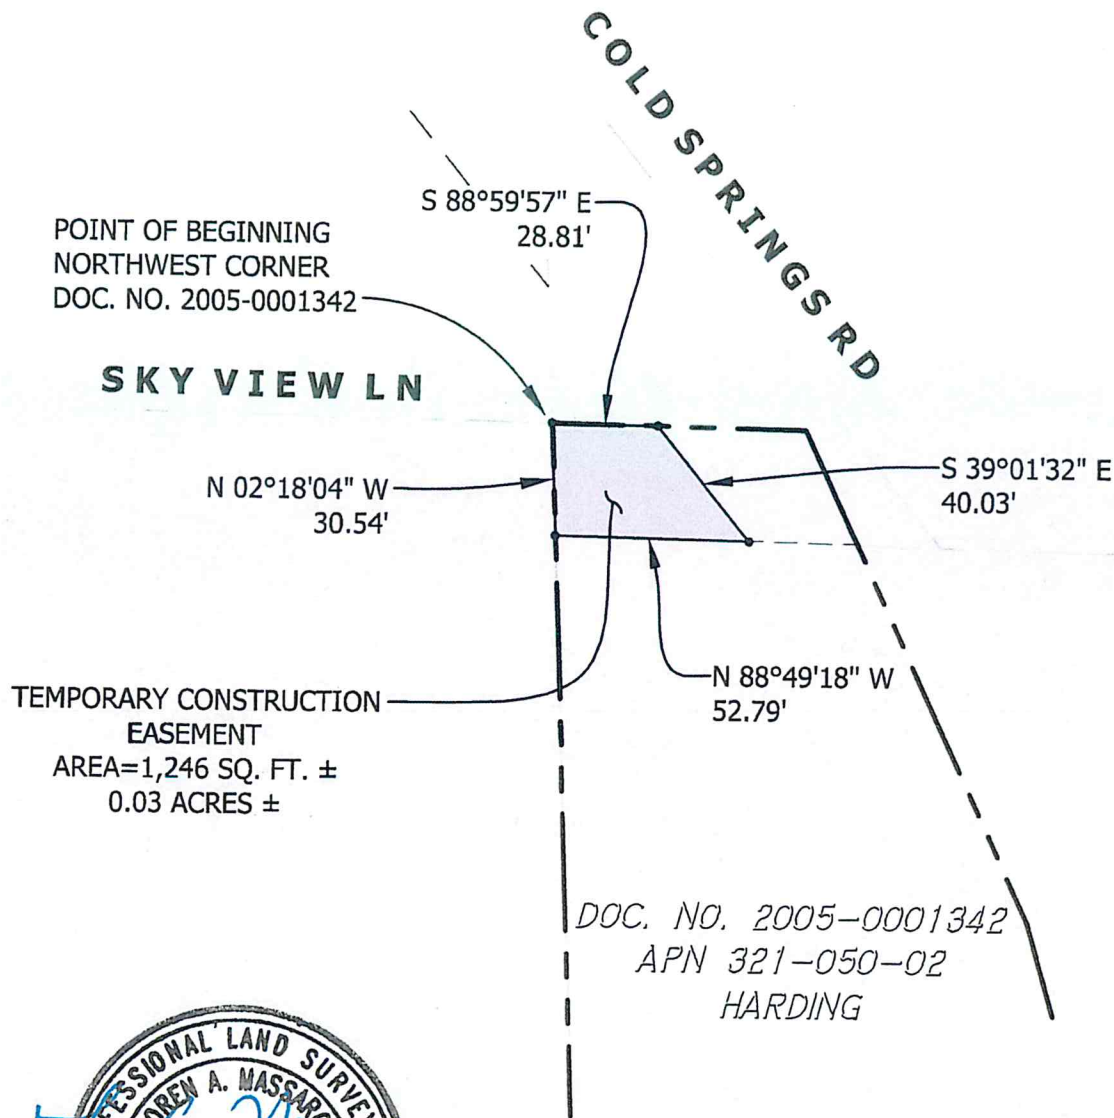 COLD SPRINGS RD
S 88°59'57" E
28.81'
POINT OF BEGINNING
NORTHWEST CORNER
DOC. NO. 2005-0001342
SKY VIEW LN
N 02°18'04" W
30.54'
S 39°01'32" E
40.03'
N 88°49'18" W
52.79'
TEMPORARY CONSTRUCTION
EASEMENT
AREA=1,246 SQ. FT. ±
0.03 ACRES ±
DOC. NO. 2005-0001342
APN 321-050-02
HARDING
LAND
A.